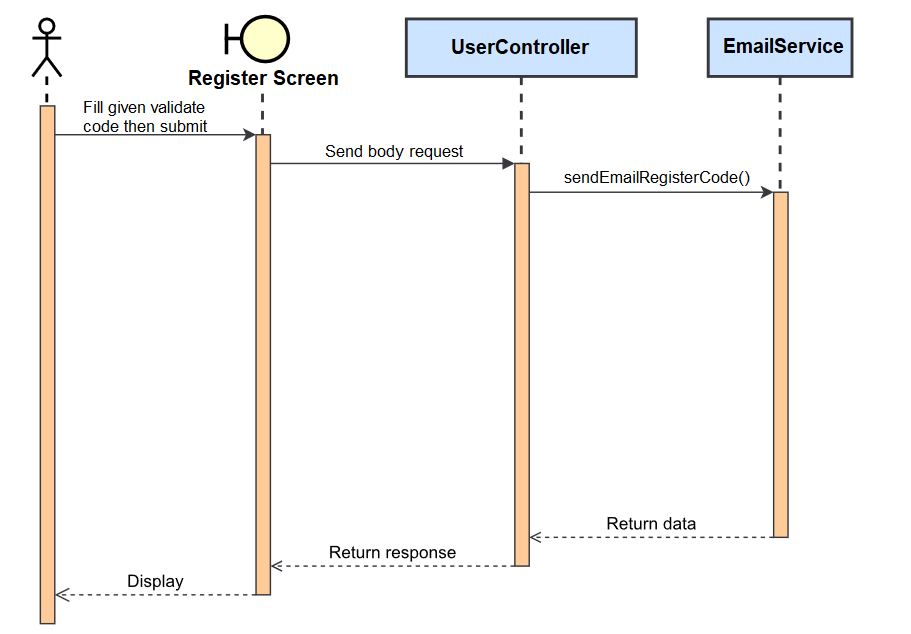 Register Screen
UserController
EmailService
Fill given validate
code then submit
Send body request
sendEmailRegisterCode()
Return data
Return response
Display